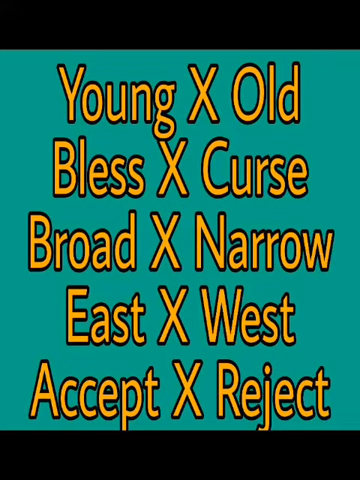 Young X Old
Bless X Curse
Broad X Narrow
East X West
Accept X Reject